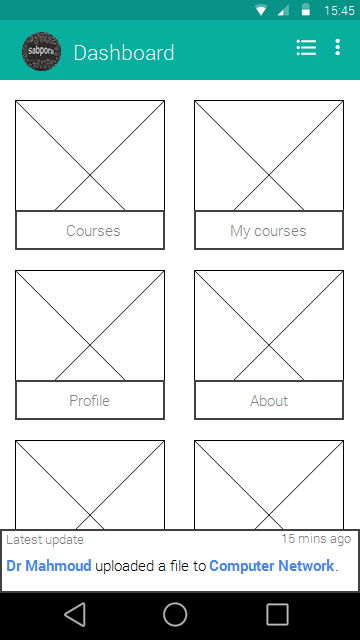 15:45
sabpora
Dashboard
Courses
My courses
Profile
About
Latest update
15 mins ago
Dr Mahmoud uploaded a file to Computer Network.